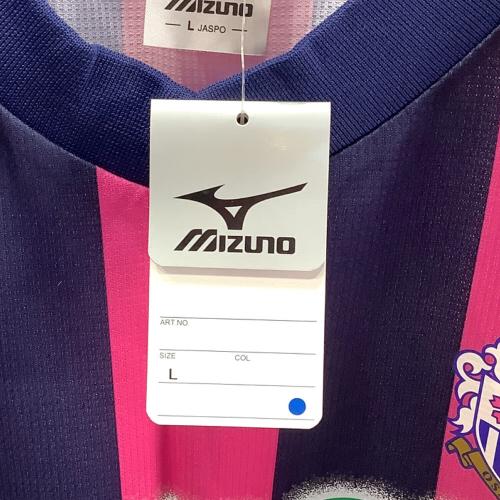 MIZUNO
L JASPO
MIZUNO
ART NO
SIZE COL
L